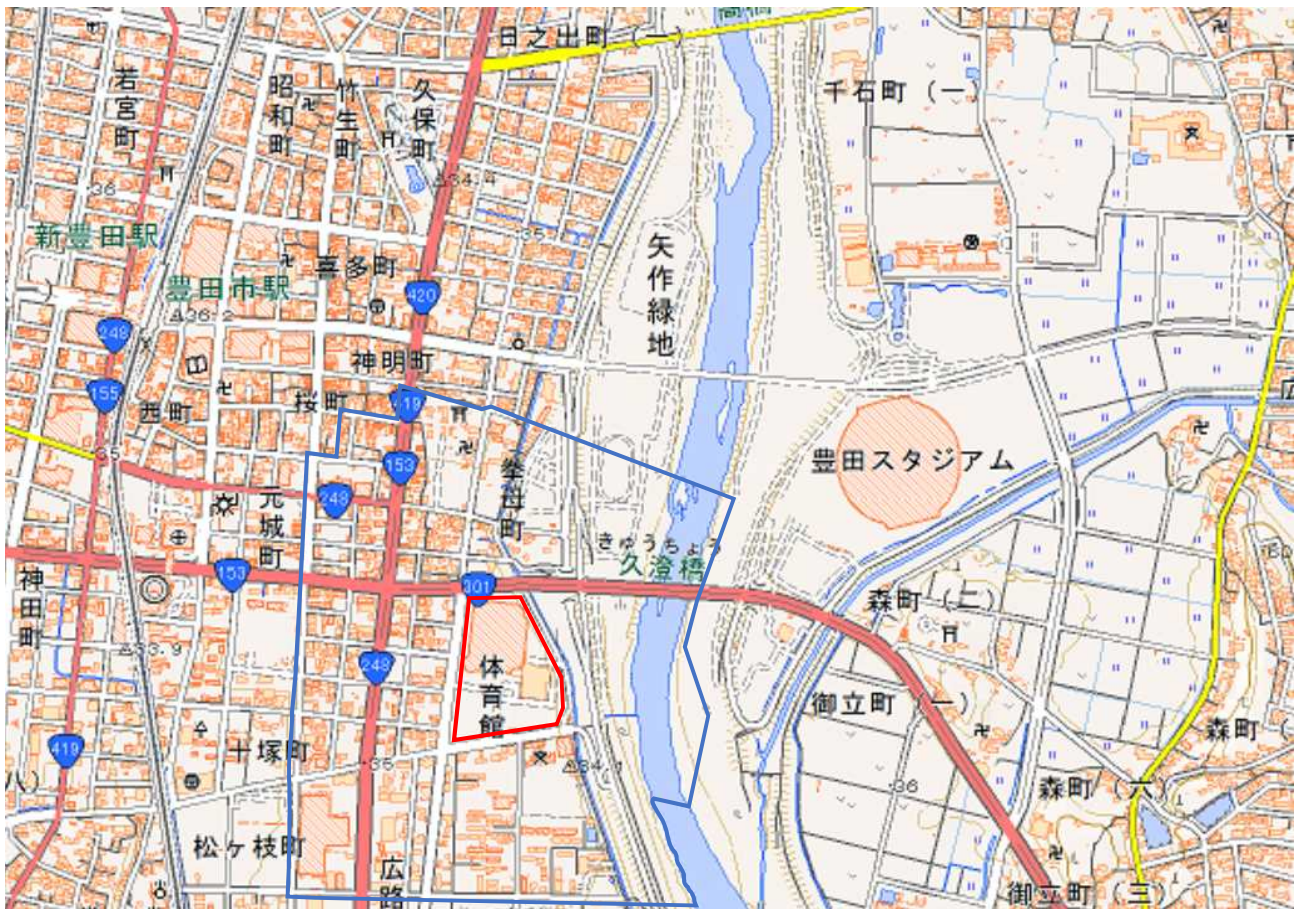 日之出町(一)
若宮町
昭和町
竹生町
久保町
千石町(一)
36
34.4
35
新豊田駅
豊田市駅
喜多町
矢作緑地
420
36.2
248
神明町
155
西町
桜町
419
35
153
248
挙母町
豊田スタジアム
元城町
きゅうちょう
久澄橋
神田町
153
301
森町(二)
60
33.9
248
体育館
御立町(一)
419
十塚町
35
34.1
36
森町(六)
森町(
松ヶ枝町
広路
御立町(三)